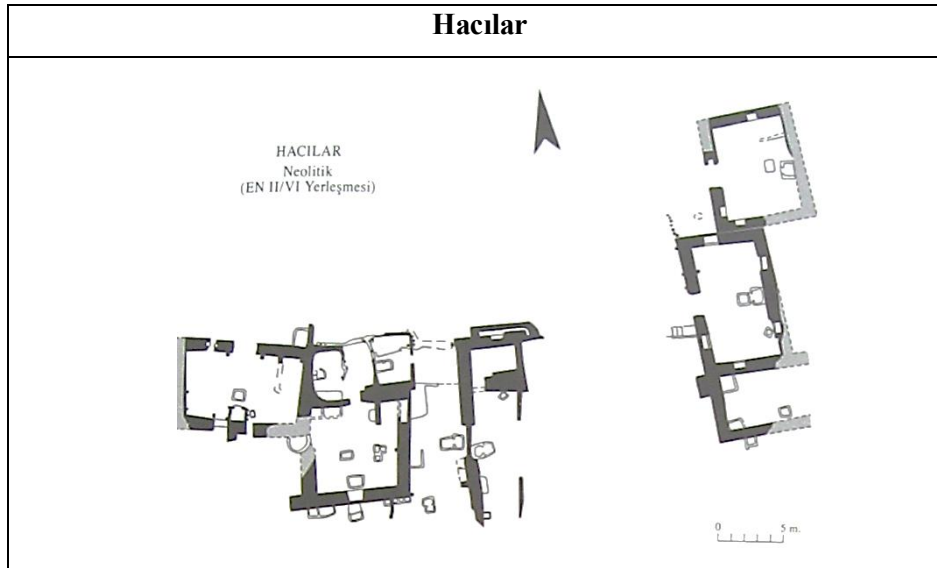 Hacılar
HACILAR
Neolitik
(EN II/VI Yerleşmesi)
0 5 m.